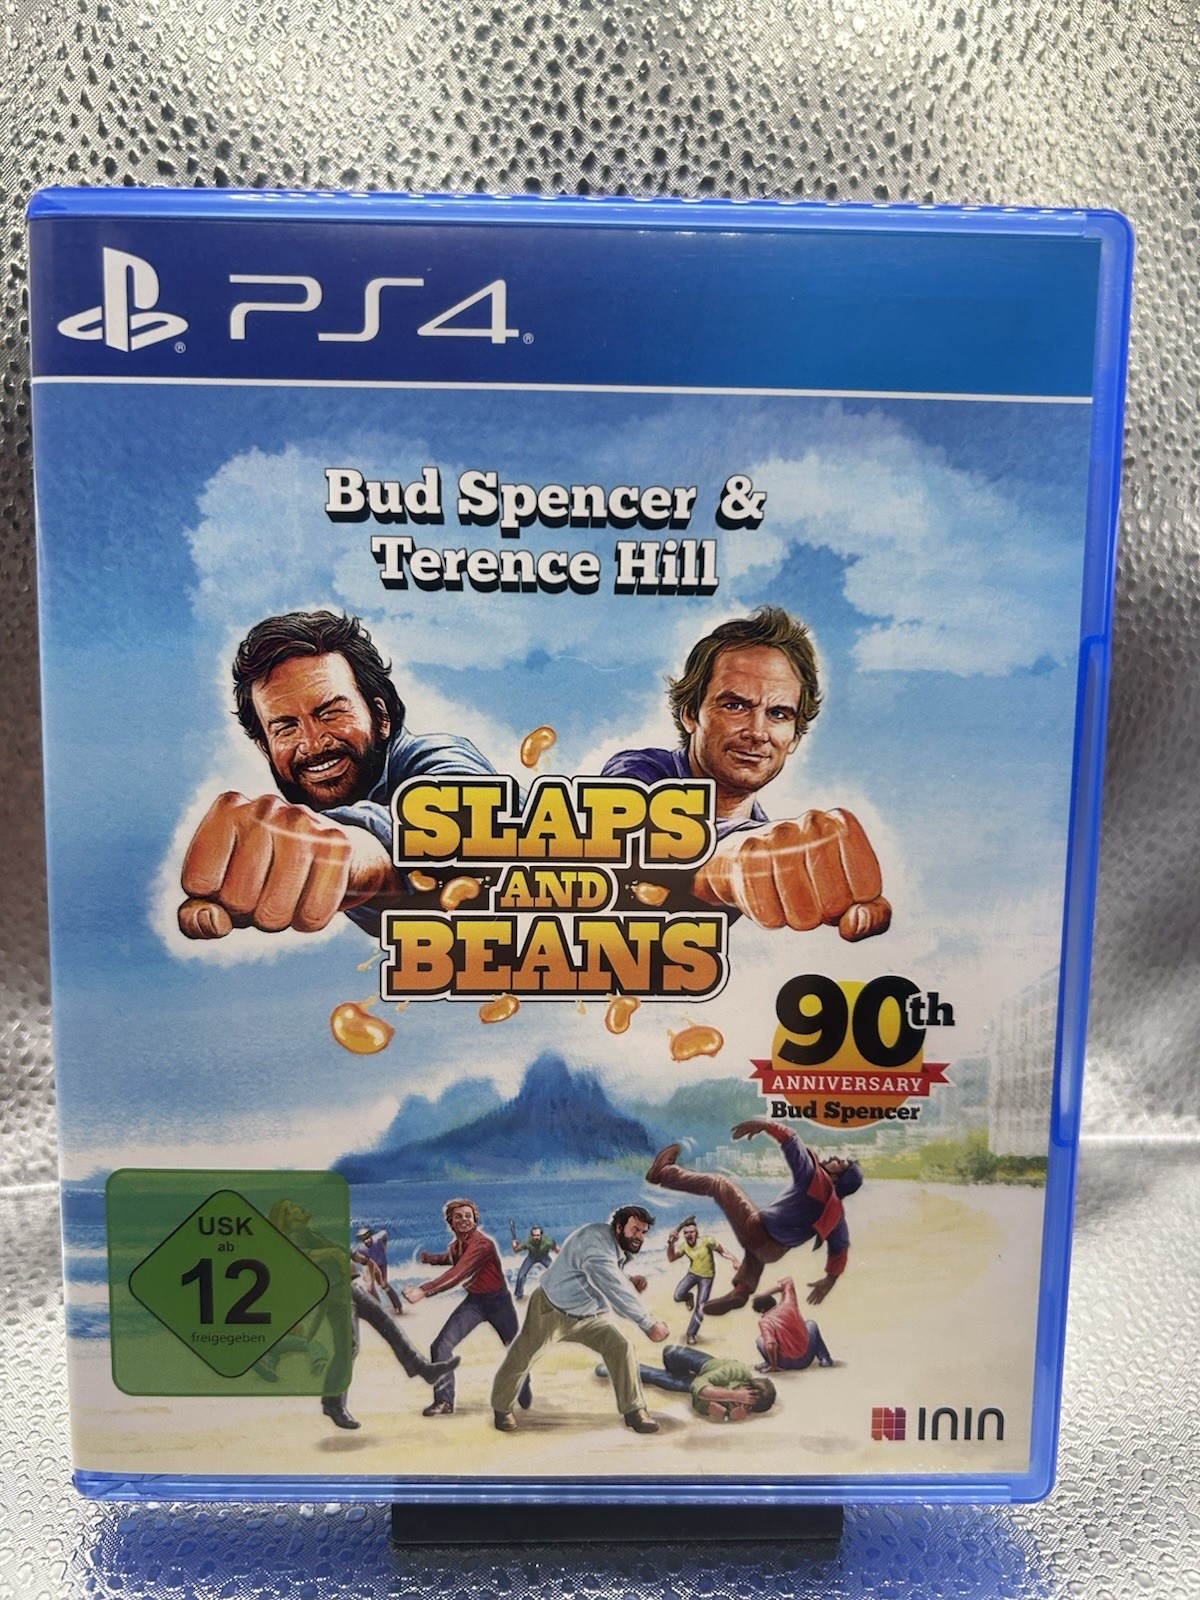 PS4
Bud Spencer &
Terence Hill
SLAPS
AND
BEANS
90th
ANNIVERSARY
Bud Spencer
USK
ab
12
freigegeben
ININ